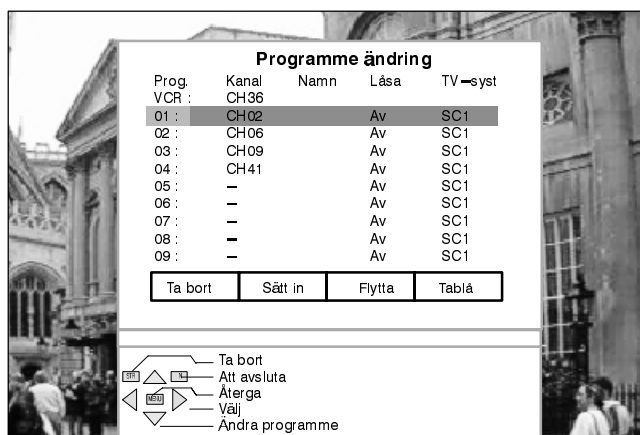 Programme ändring
Prog. Kanal Namn Låsa TV–syst
VCR : CH36
01 : CH02 Av SC1
02 : CH06 Av SC1
03 : CH09 Av SC1
04 : CH41 Av SC1
05 : – Av SC1
06 : – Av SC1
07 : – Av SC1
08 : – Av SC1
09 : – Av SC1
Ta bort Sätt in Flytta Tablå
Ta bort
STR N Att avsluta
MENU Återga
Välj
Ändra programme